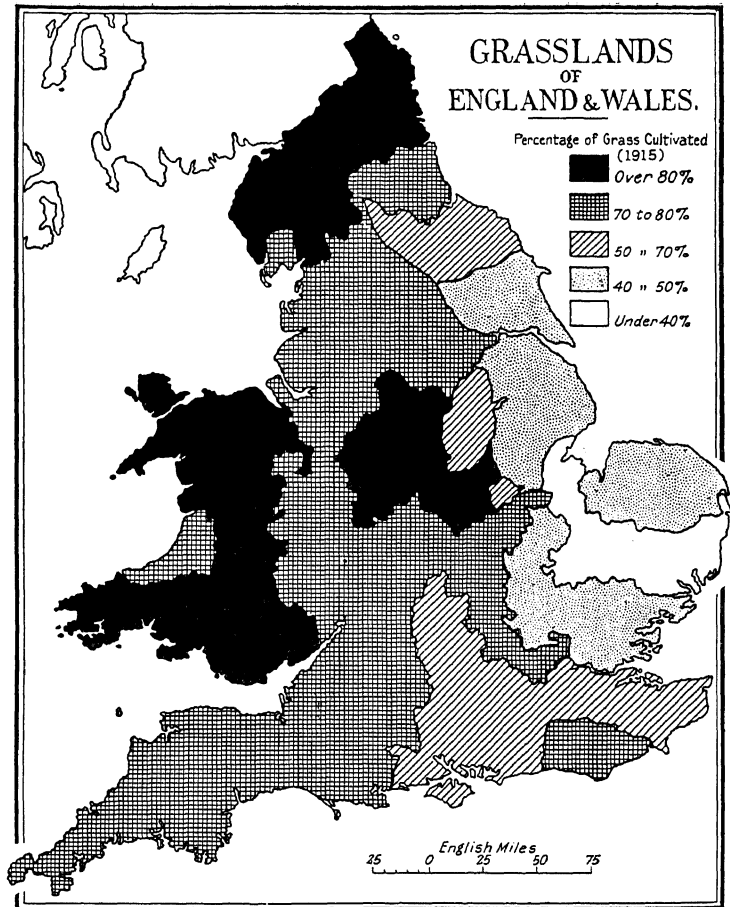 GRASSLANDS
OF
ENGLAND & WALES.
Percentage of Grass Cultivated
(1915)
Over 80%
70 to 80%
50 „ 70%
40 „ 50%
Under 40%
English Miles
25 0 25 50 75